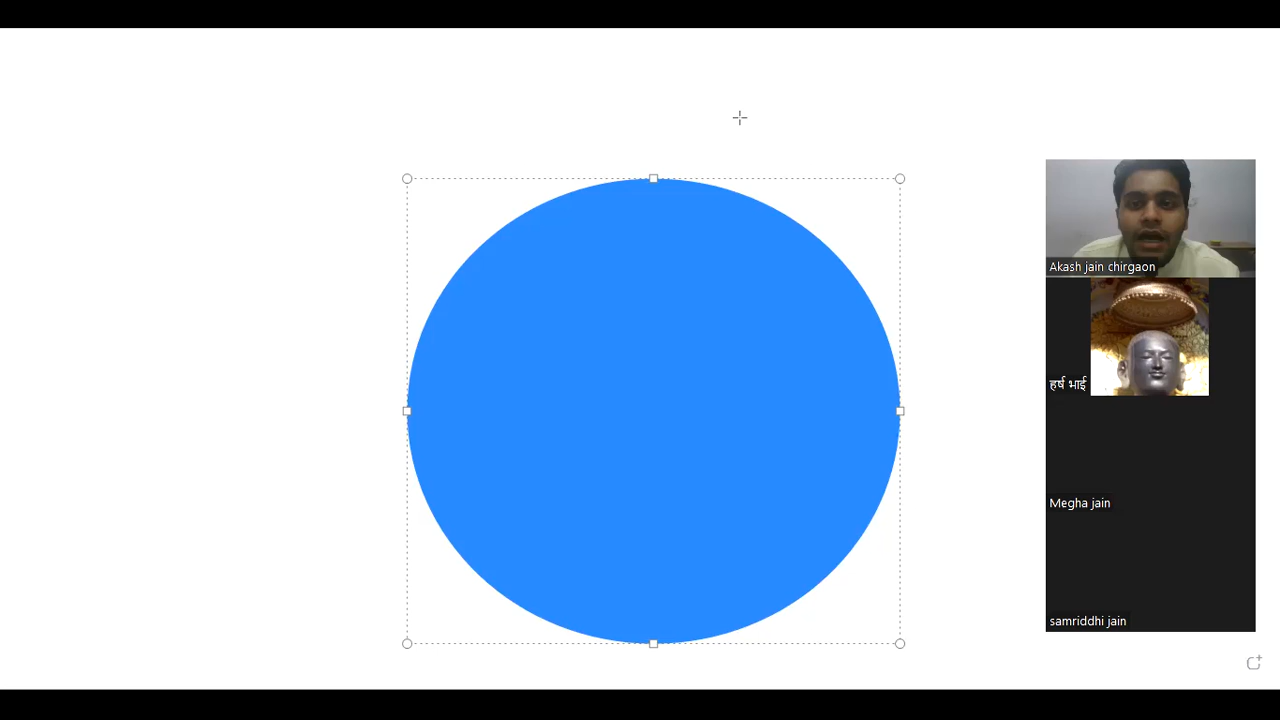 Akash jain chirgaon
हर्ष भाई
Megha jain
samriddhi jain